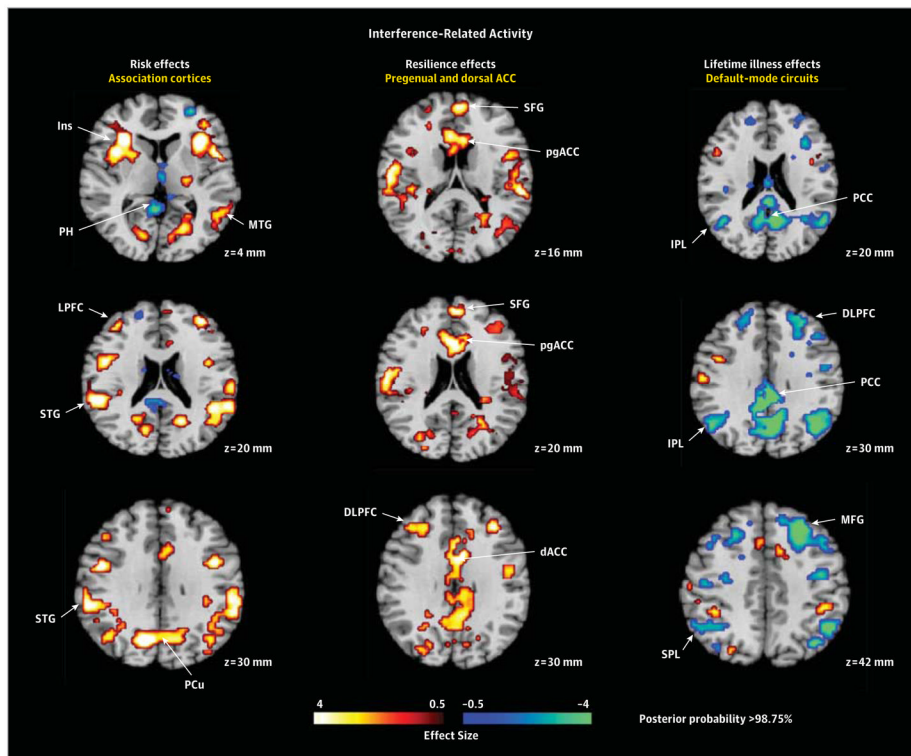 Interference-Related Activity
Risk effects
Association cortices
Resilience effects
Pregenual and dorsal ACC
Lifetime illness effects
Default-mode circuits
Ins
PH
MTG
z=4 mm
SFG
pgACC
z=16 mm
PCC
IPL
z=20 mm
LPFC
STG
z=20 mm
SFG
pgACC
z=20 mm
DLPFC
PCC
IPL
z=30 mm
STG
PCu
z=30 mm
DLPFC
dACC
z=30 mm
MFG
SPL
z=42 mm
4 0.5 –0.5 –4
Effect Size
Posterior probability >98.75%